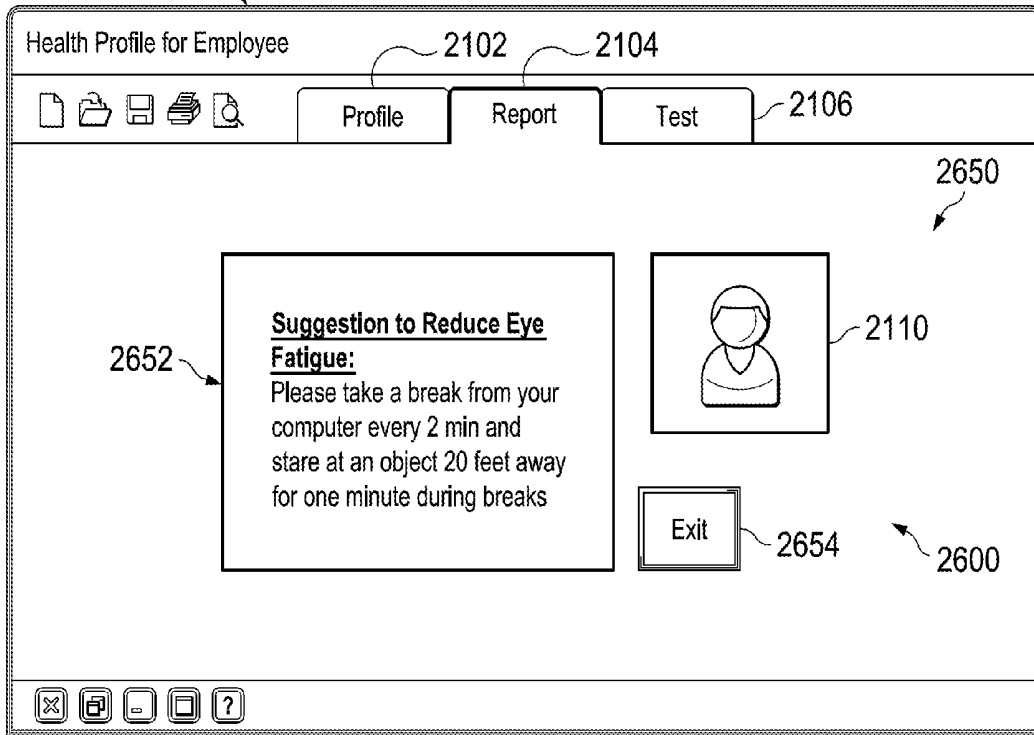 Health Profile for Employee
2102
2104
Profile
Report
Test
2106
2650
Suggestion to Reduce Eye
Fatigue:
Please take a break from your
computer every 2 min and
stare at an object 20 feet away
for one minute during breaks
2652
2110
Exit
2654
2600
?